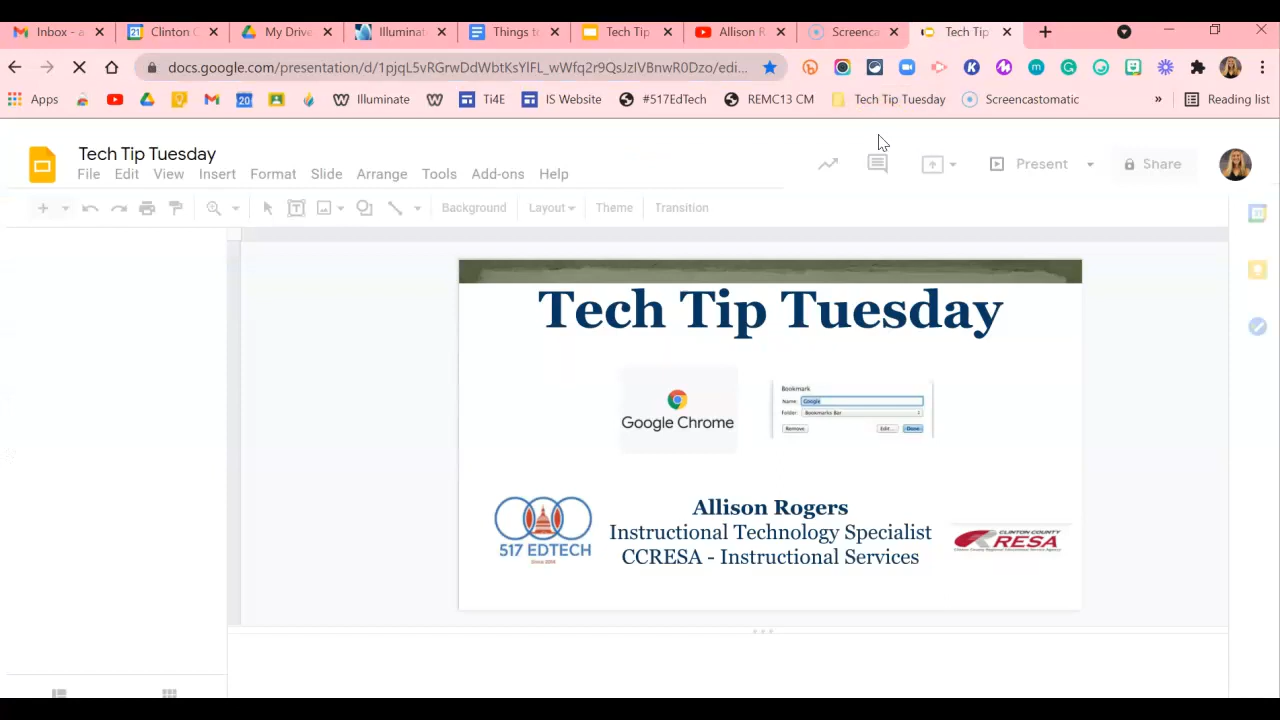 Inbox - a
Clinton C
My Drive
Illuminat
Things to
Tech Tip
Allison R
Screenca
Tech Tip
docs.google.com/presentation/d/1pjqL5vRGrwDdWbtKsYlFL_wWfq2r9QsJzIVBnwR0Dzo/edi...
Apps
Illuminate
Ti4E
IS Website
#517EdTech
REMC13 CM
Tech Tip Tuesday
Screencastomatic
»
Reading list
Tech Tip Tuesday
File Edit View Insert Format Slide Arrange Tools Add-ons Help
Present
Share
Background
Layout
Theme
Transition
Tech Tip Tuesday
Google Chrome
Bookmark
Name: Google
Folder: Bookmarks Bar
Remove Edit... Done
517 EDTECH
Allison Rogers
Instructional Technology Specialist
CCRESA - Instructional Services
CLINTON COUNTY
RESA